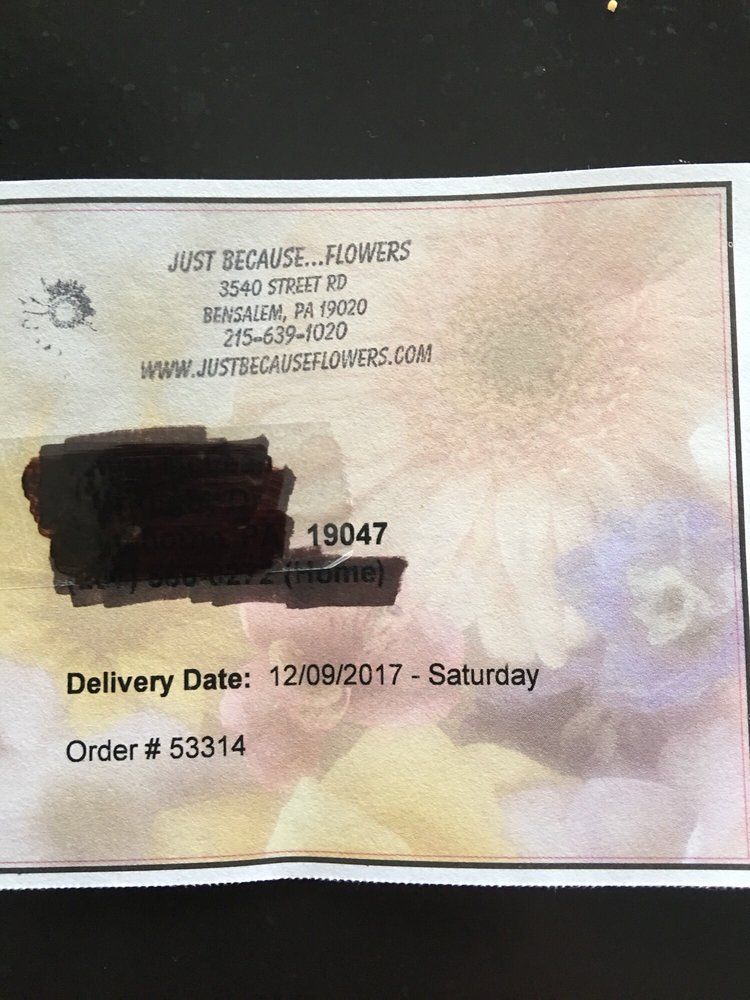 JUST BECAUSE...FLOWERS
3540 STREET RD
BENSALEM, PA 19020
215-639-1020
WWW.JUSTBECAUSEFLOWERS.COM
19047
(Home)
Delivery Date: 12/09/2017 - Saturday
Order # 53314